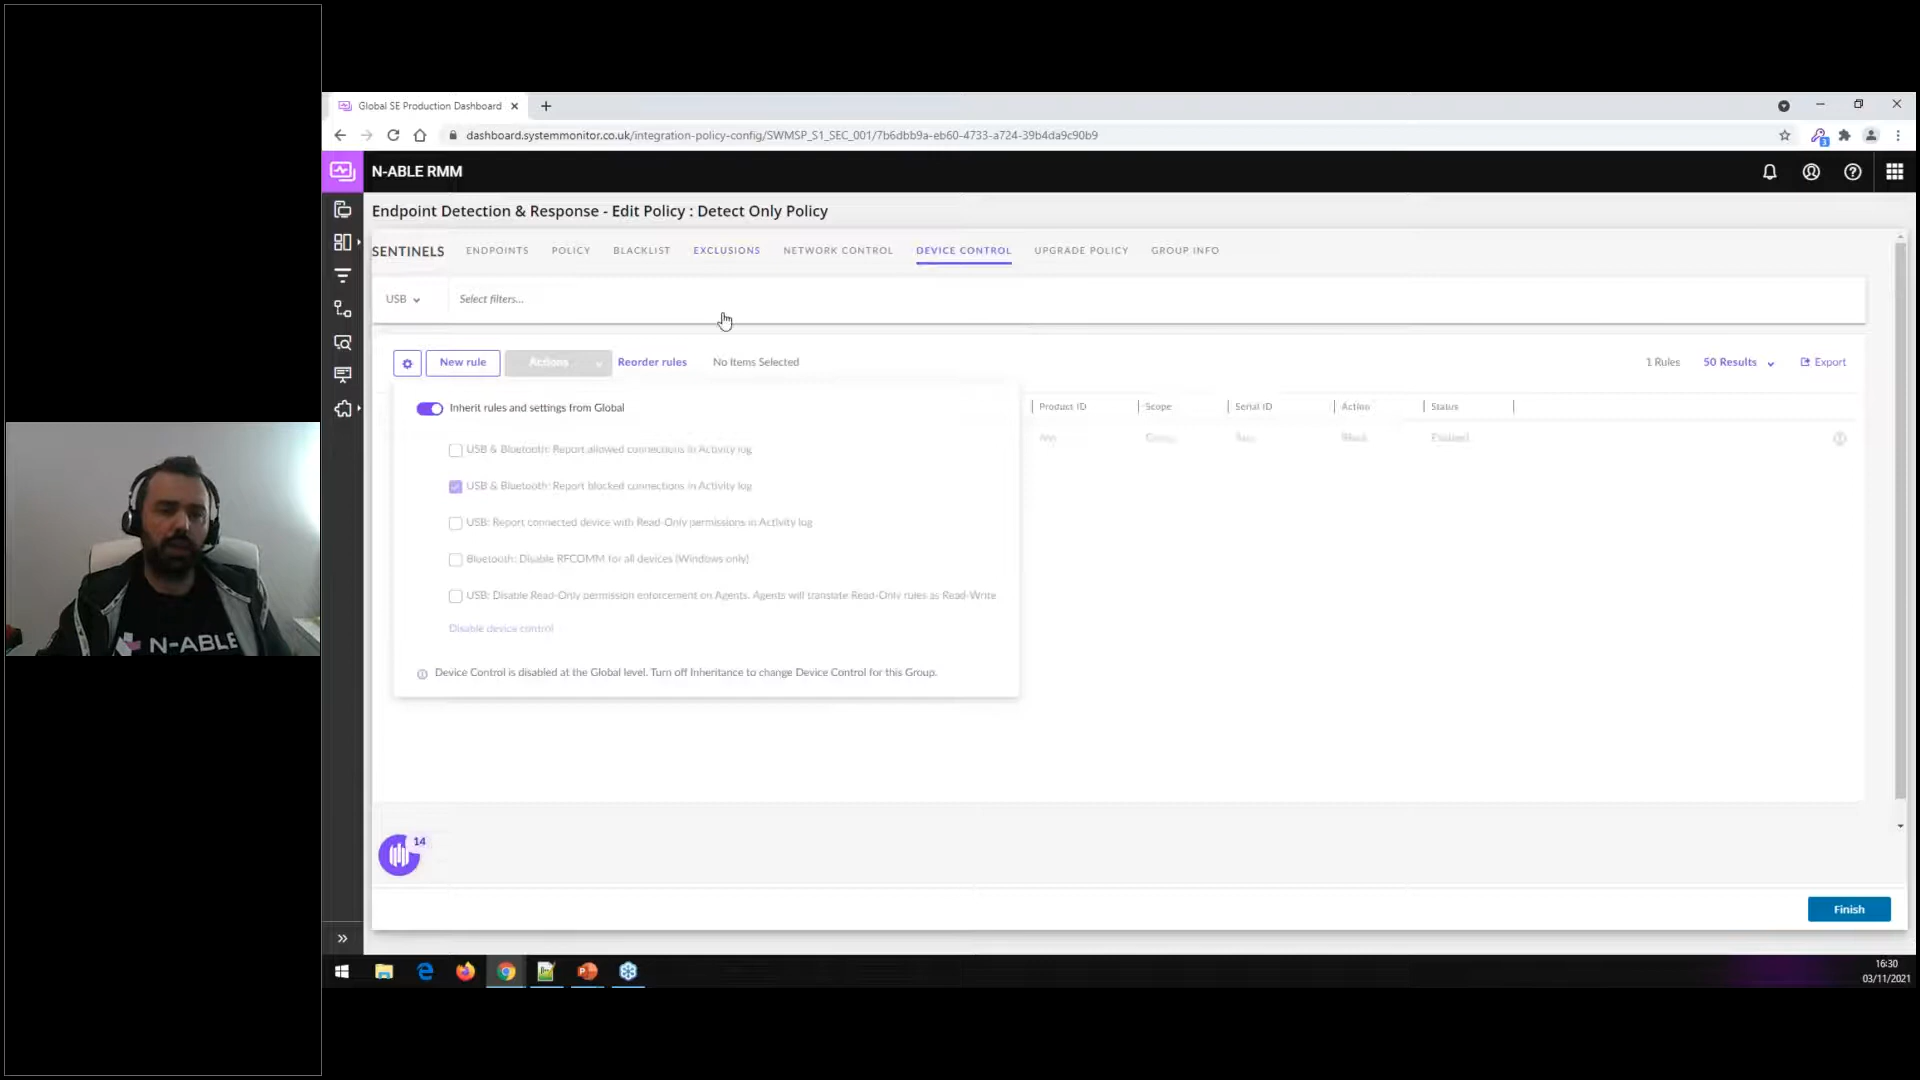 Global SE Production Dashboard
dashboard.systemmonitor.co.uk/integration-policy-config/SWMSP_S1_SEC_001/7b6dbb9a-eb60-4733-a724-39b4da9c90b9
N-ABLE RMM
Endpoint Detection & Response - Edit Policy : Detect Only Policy
SENTINELS ENDPOINTS POLICY BLACKLIST EXCLUSIONS NETWORK CONTROL DEVICE CONTROL UPGRADE POLICY GROUP INFO
USB Select filters...
New rule Actions Reorder rules No Items Selected 1 Rules 50 Results Export
Inherit rules and settings from Global
Product ID Scope Serial ID Action Status
USB & Bluetooth: Report allowed connections in Activity log
USB & Bluetooth: Report blocked connections in Activity log
USB: Report connected device with Read-Only permissions in Activity log
Bluetooth: Disable RFCOMM for all devices (Windows only)
USB: Disable Read-Only permission enforcement on Agents. Agents will translate Read-Only rules as Read-Write
Disable device control
Device Control is disabled at the Global level. Turn off Inheritance to change Device Control for this Group.
N-ABLE
14
Finish
16:30
03/11/2021